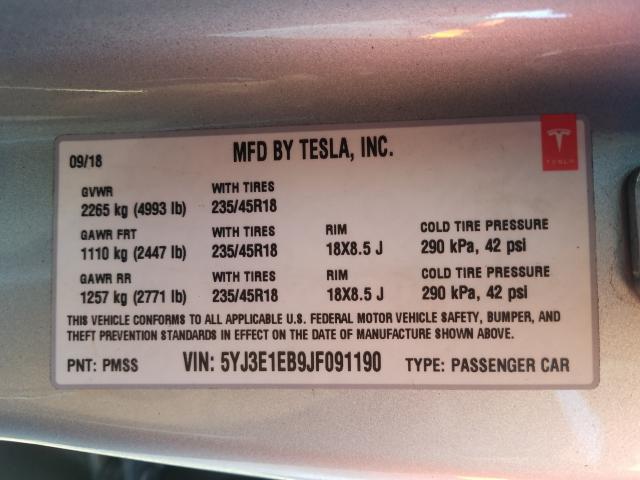 09/18 MFD BY TESLA, INC.
TESLA
GVWR WITH TIRES
2265 kg (4993 lb) 235/45R18
GAWR FRT WITH TIRES RIM COLD TIRE PRESSURE
1110 kg (2447 lb) 235/45R18 18X8.5 J 290 kPa, 42 psi
GAWR RR WITH TIRES RIM COLD TIRE PRESSURE
1257 kg (2771 lb) 235/45R18 18X8.5 J 290 kPa, 42 psi
THIS VEHICLE CONFORMS TO ALL APPLICABLE U.S. FEDERAL MOTOR VEHICLE SAFETY, BUMPER, AND
THEFT PREVENTION STANDARDS IN EFFECT ON THE DATE OF MANUFACTURE SHOWN ABOVE.
PNT: PMSS VIN: 5YJ3E1EB9JF091190 TYPE: PASSENGER CAR